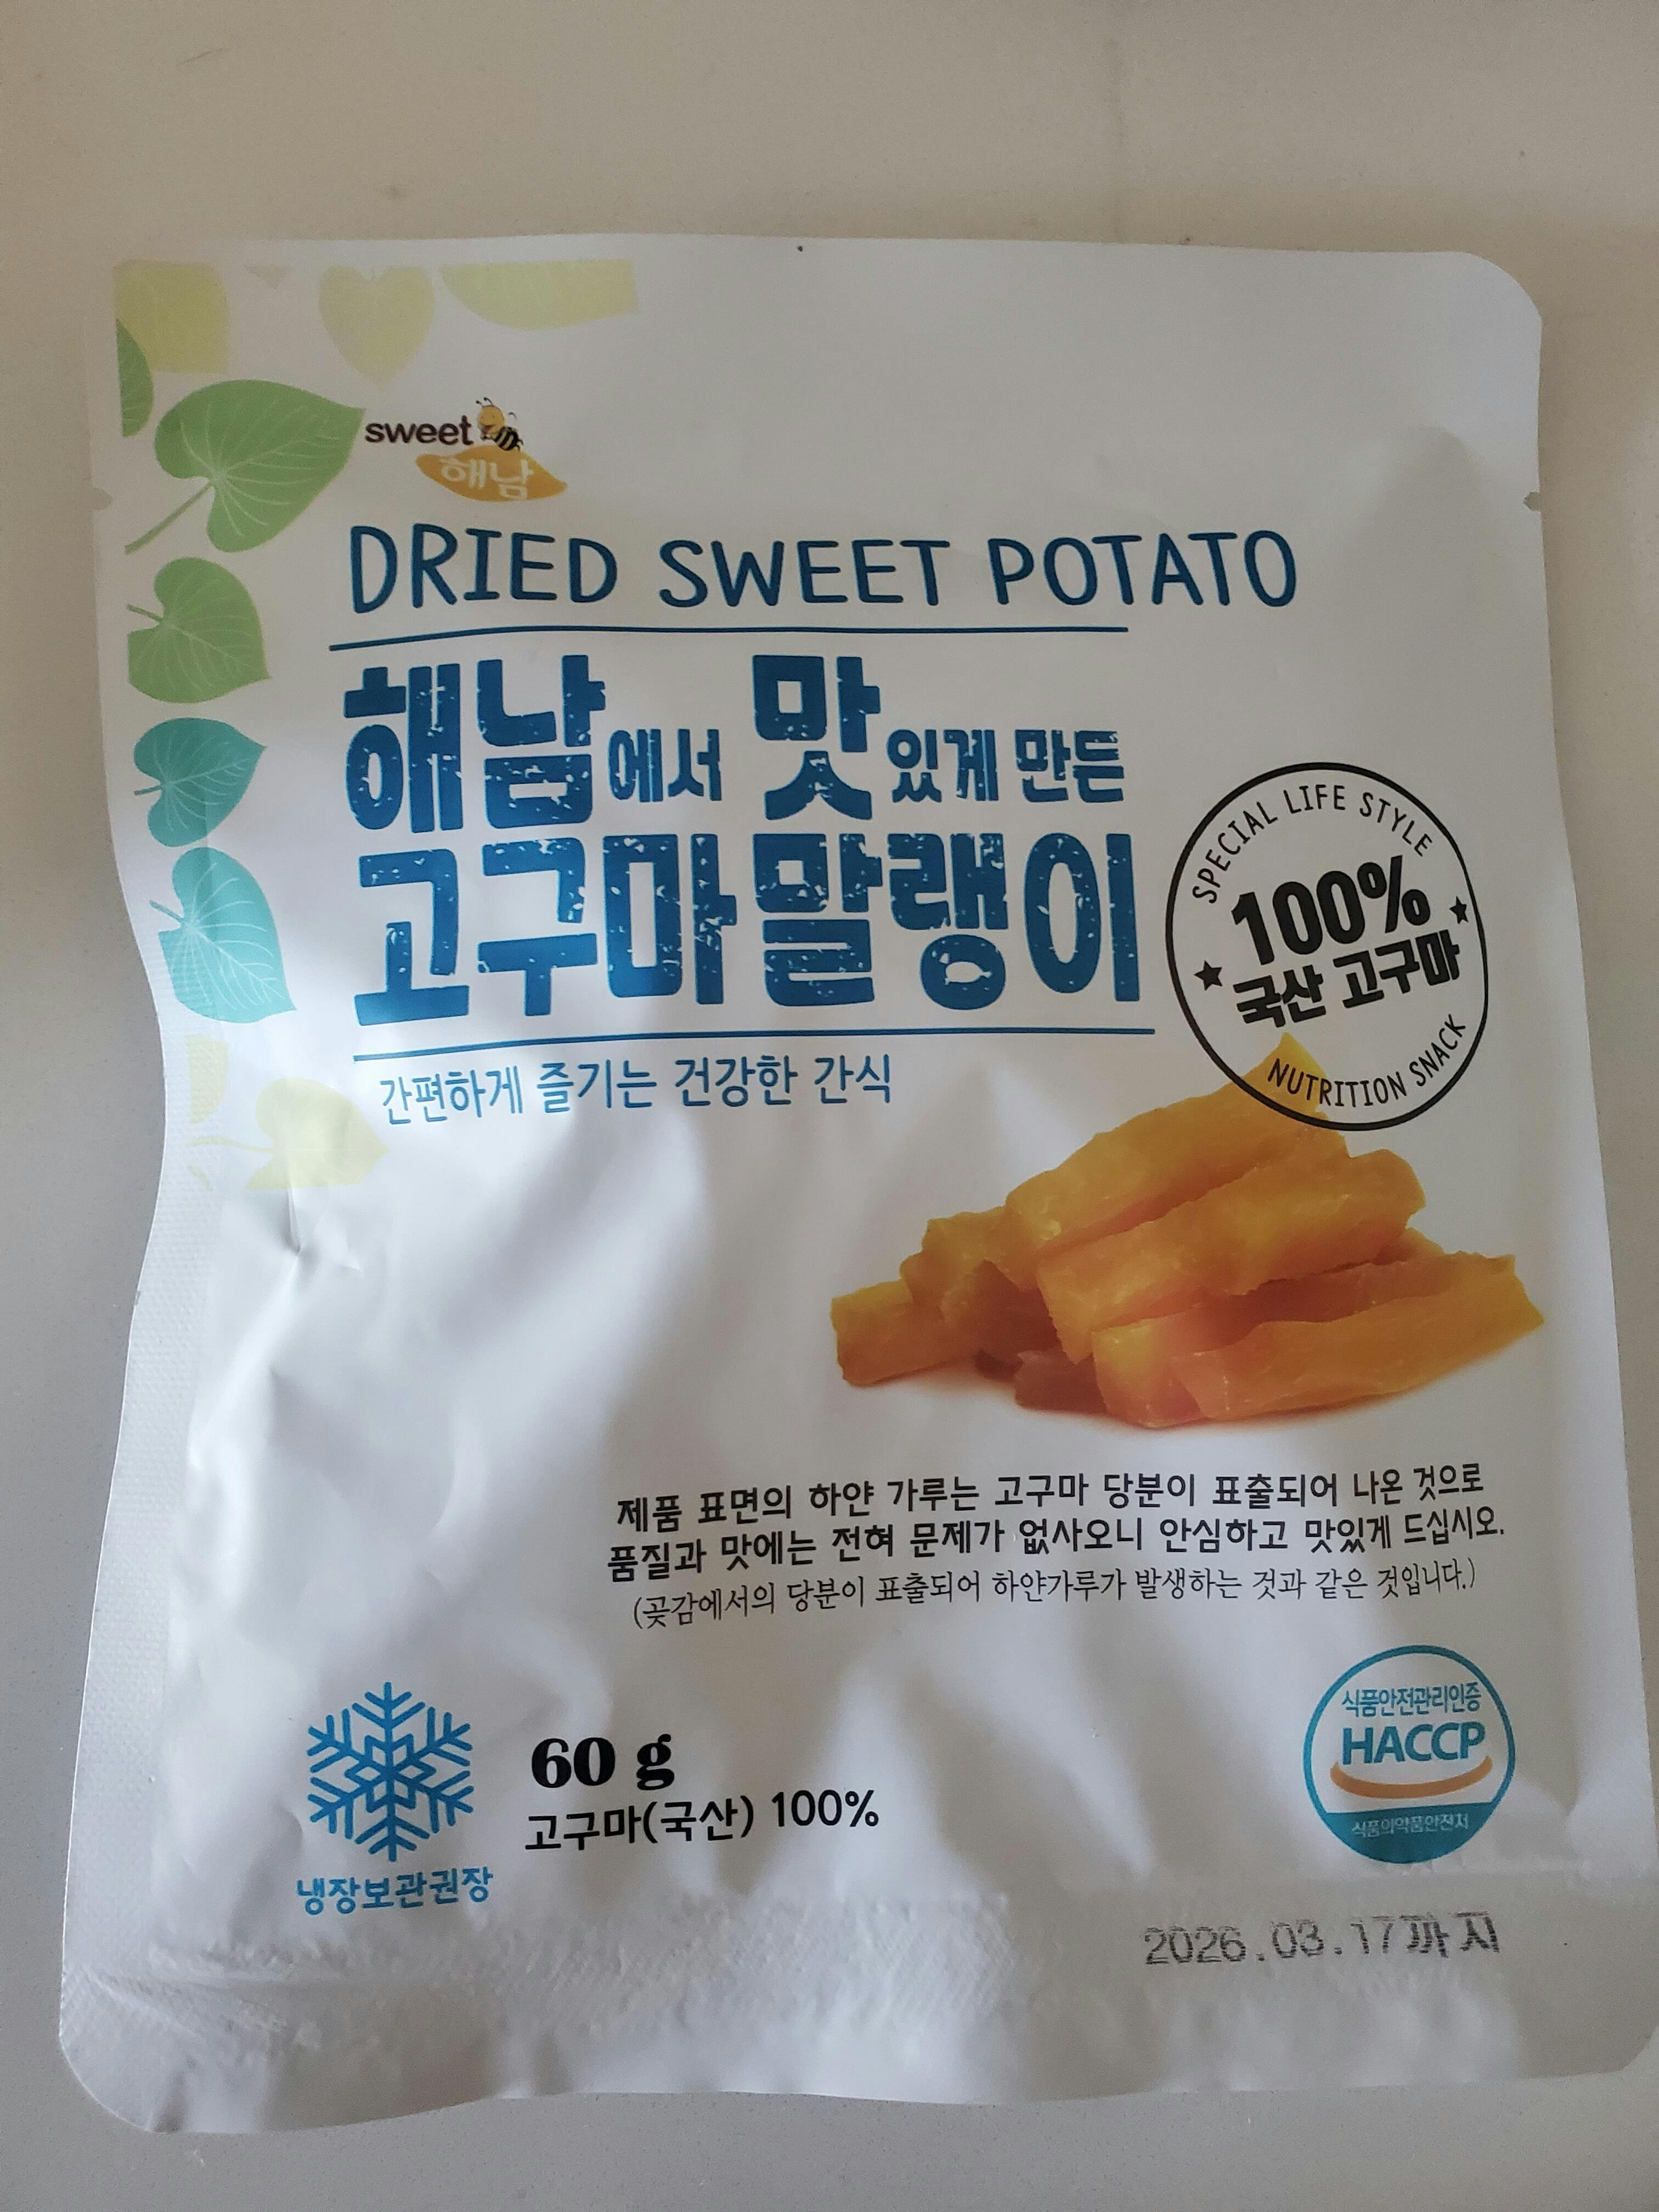 sweet
해남
DRIED SWEET POTATO
해남에서 맛있게 만든
고구마말랭이
SPECIAL LIFE STYLE
100%
국산 고구마
NUTRITION SNACK
간편하게 즐기는 건강한 간식
제품 표면의 하얀 가루는 고구마 당분이 표출되어 나온 것으로
품질과 맛에는 전혀 문제가 없사오니 안심하고 맛있게 드십시오.
(곶감에서의 당분이 표출되어 하얀가루가 발생하는 것과 같은 것입니다.)
60 g
고구마(국산) 100%
냉장보관권장
식품안전관리인증
HACCP
식품의약품안전처
2026.03.17까지